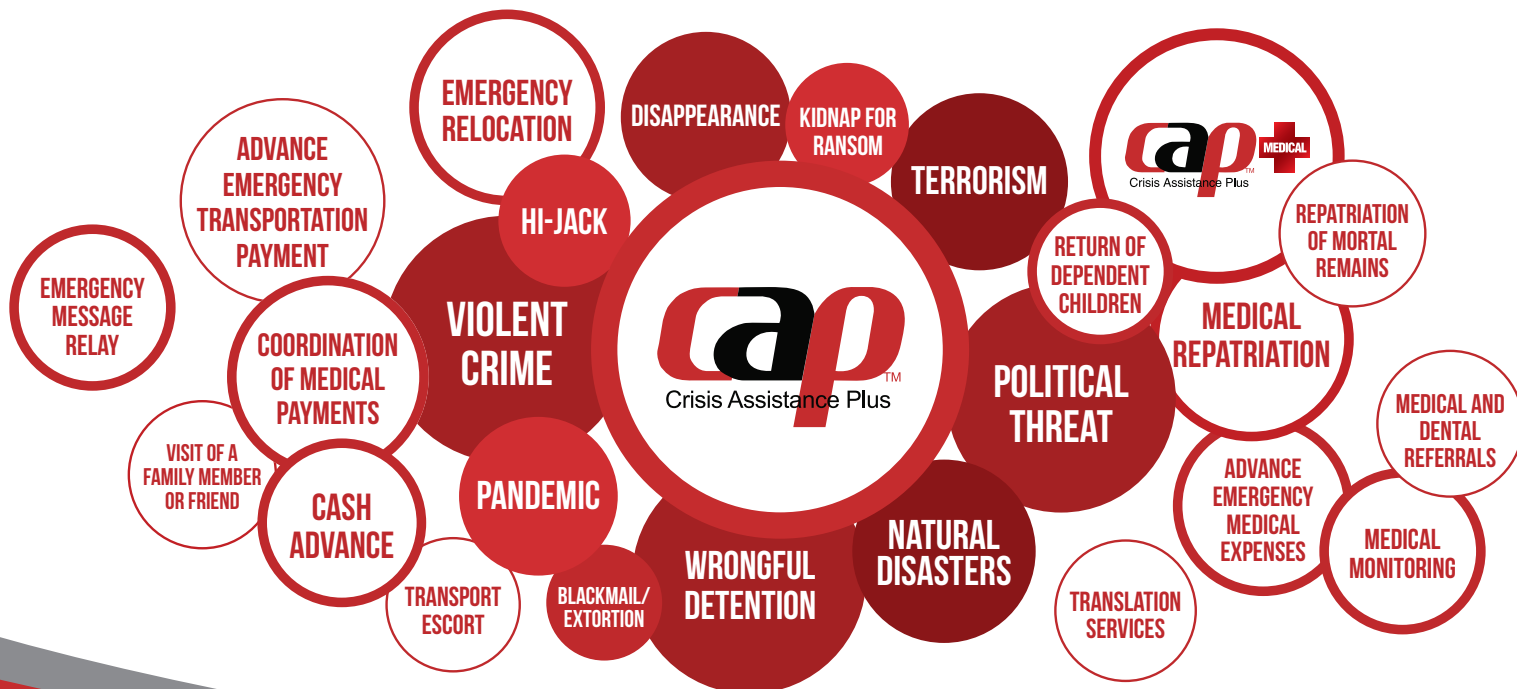 EMERGENCY
RELOCATION
DISAPPEARANCE
KIDNAP FOR
RANSOM
TERRORISM
cap
MEDICAL
TM
Crisis Assistance Plus
ADVANCE
EMERGENCY
TRANSPORTATION
PAYMENT
HI-JACK
RETURN OF
DEPENDENT
CHILDREN
REPATRIATION
OF MORTAL
REMAINS
EMERGENCY
MESSAGE
RELAY
COORDINATION
OF MEDICAL
PAYMENTS
VIOLENT
CRIME
cap
TM
Crisis Assistance Plus
POLITICAL
THREAT
MEDICAL
REPATRIATION
MEDICAL AND
DENTAL
REFERRALS
VISIT OF A
FAMILY MEMBER
OR FRIEND
CASH
ADVANCE
PANDEMIC
WRONGFUL
DETENTION
NATURAL
DISASTERS
ADVANCE
EMERGENCY
MEDICAL
EXPENSES
MEDICAL
MONITORING
TRANSPORT
ESCORT
BLACKMAIL/
EXTORTION
TRANSLATION
SERVICES